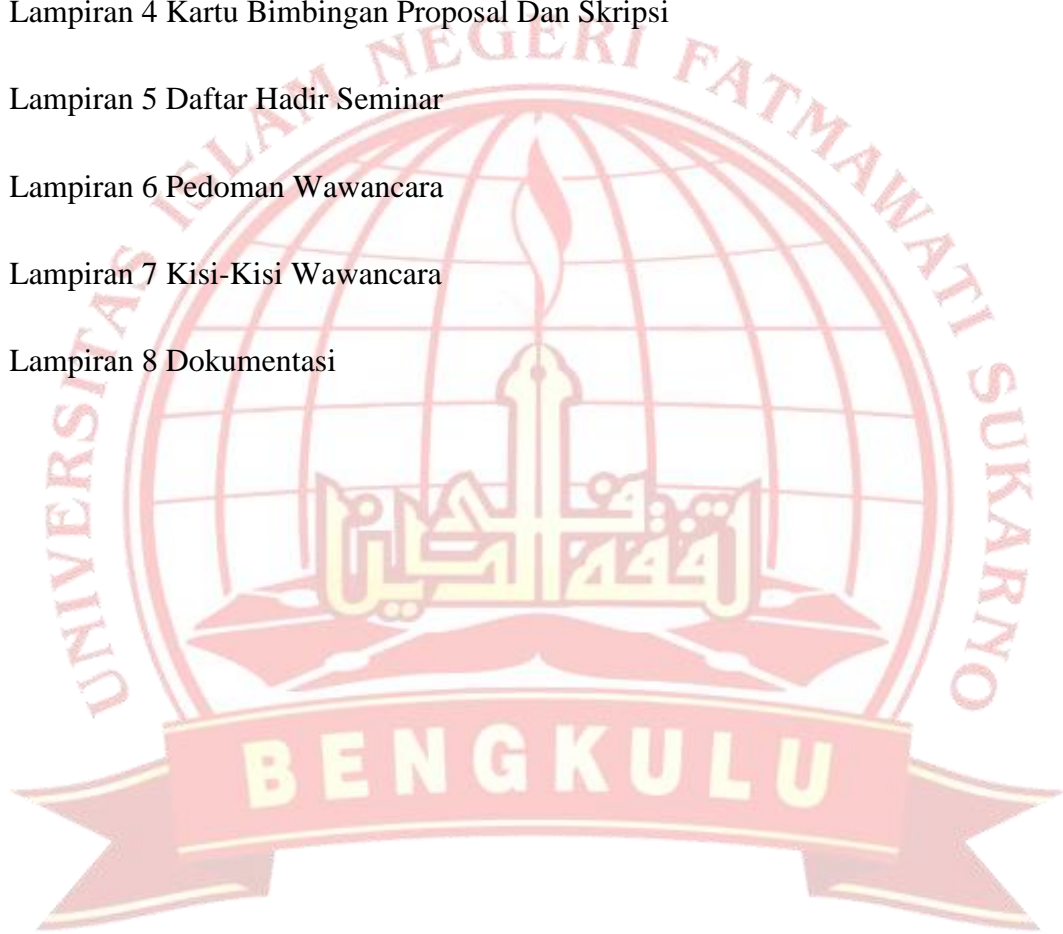 Lampiran 4 Kartu Bimbingan Proposal Dan Skripsi
Lampiran 5 Daftar Hadir Seminar
Lampiran 6 Pedoman Wawancara
Lampiran 7 Kisi-Kisi Wawancara
Lampiran 8 Dokumentasi
UNIVERSITAS ISLAM NEGERI FATMAWATI SUKARNO
BENGKULU